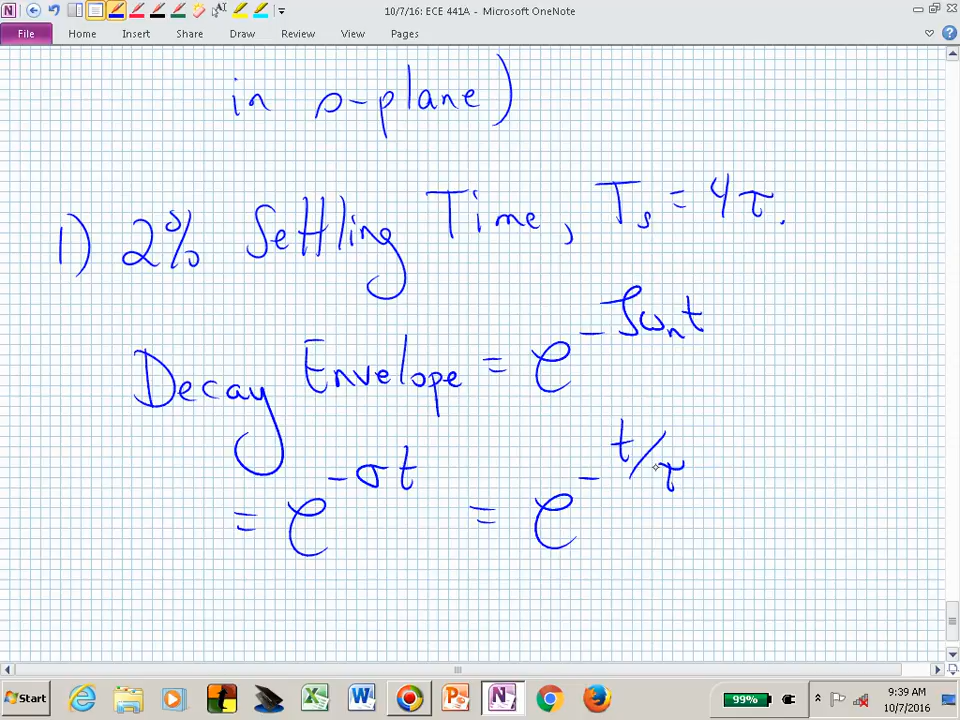 10/7/16: ECE 441A - Microsoft OneNote
File Home Insert Share Draw Review View Pages
in s-plane)
1) 2% Settling Time, Ts = 4τ.
Decay Envelope = e^{-ζωₙt}
= e^{-σt} = e^{-t/τ}
Start 99% 9:39 AM
10/7/2016